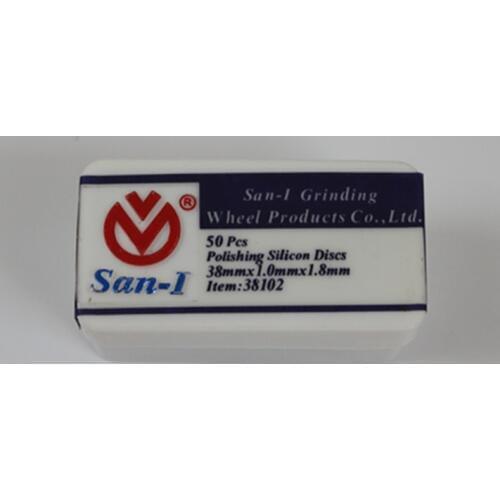 San-I Grinding
Wheel Products Co.,Ltd.
®
San-I
50 Pcs
Polishing Silicon Discs
38mmx1.0mmx1.8mm
Item:38102